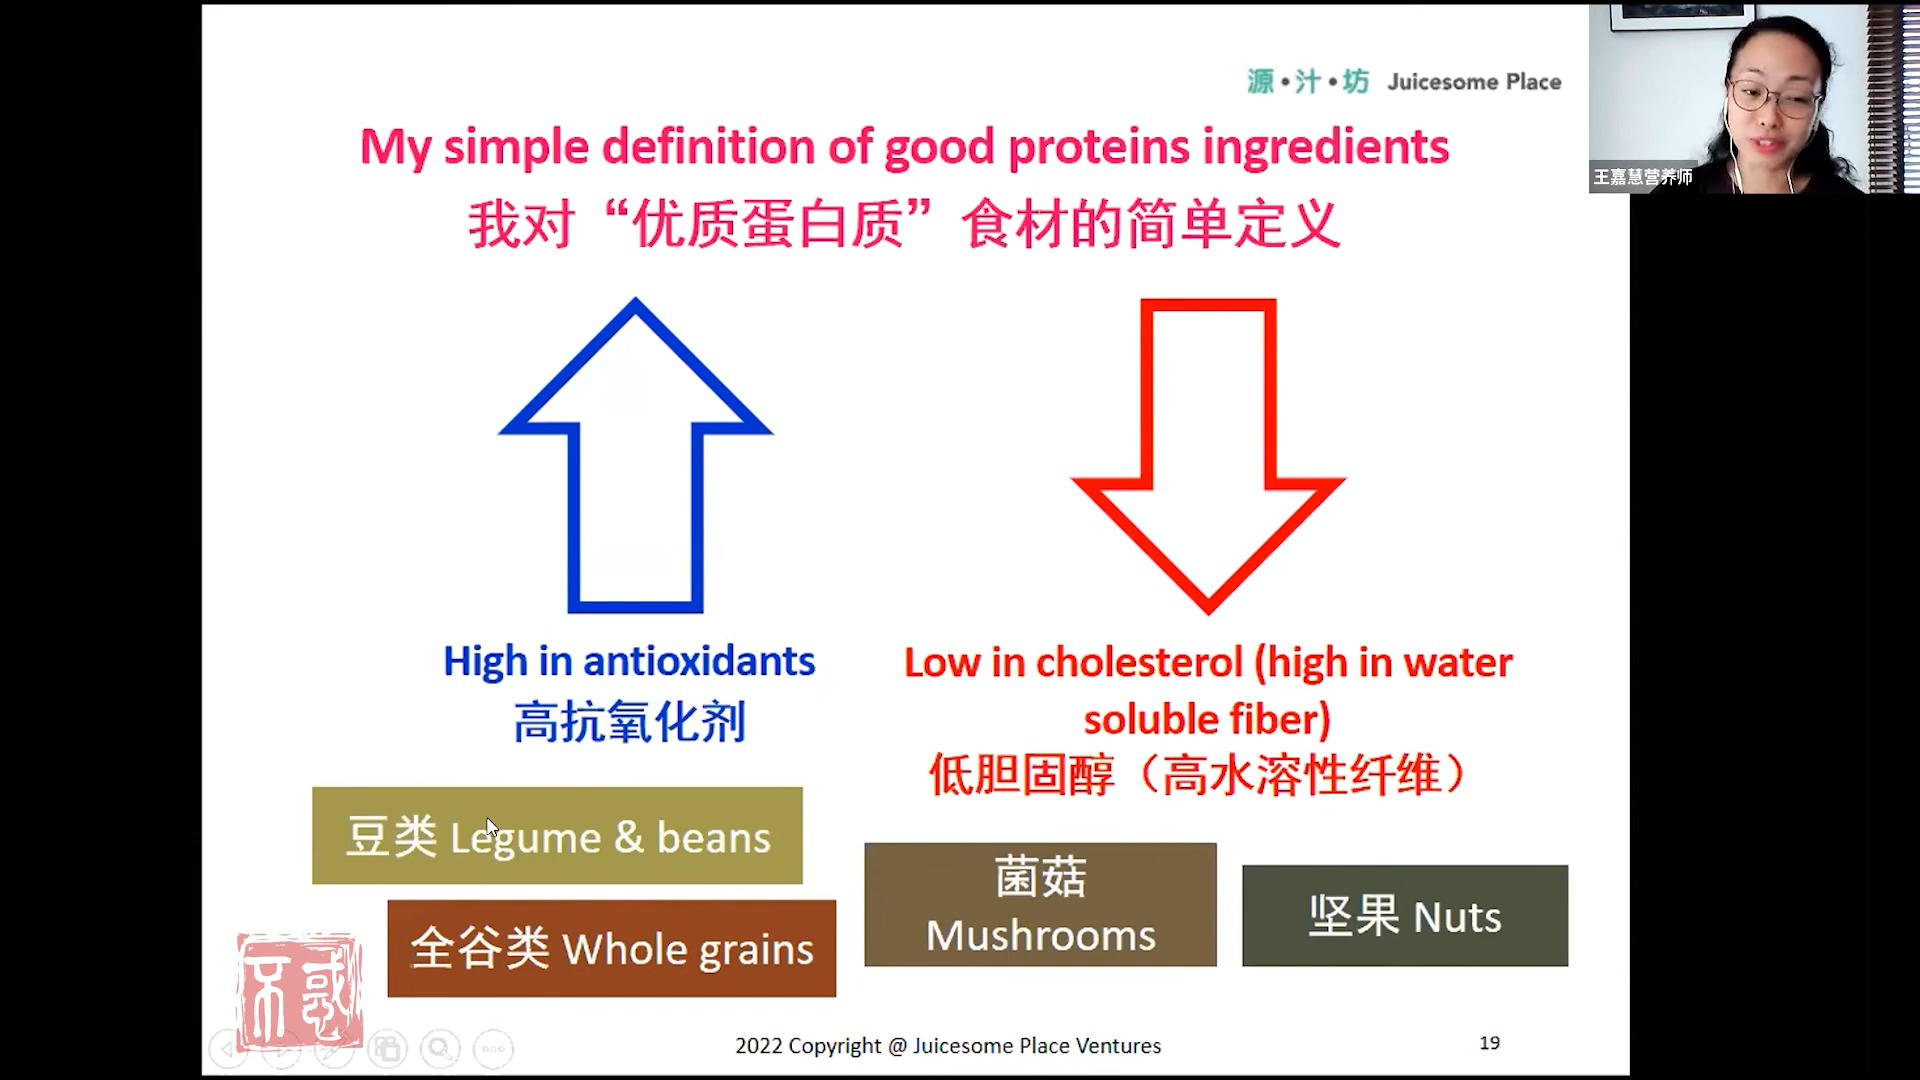 源•汁•坊 Juicesome Place
王嘉慧营养师
My simple definition of good proteins ingredients
我对“优质蛋白质”食材的简单定义
High in antioxidants
高抗氧化剂
Low in cholesterol (high in water
soluble fiber)
低胆固醇（高水溶性纤维）
豆类 Legume & beans
全谷类 Whole grains
菌菇
Mushrooms
坚果 Nuts
不惑
2022 Copyright @ Juicesome Place Ventures
19